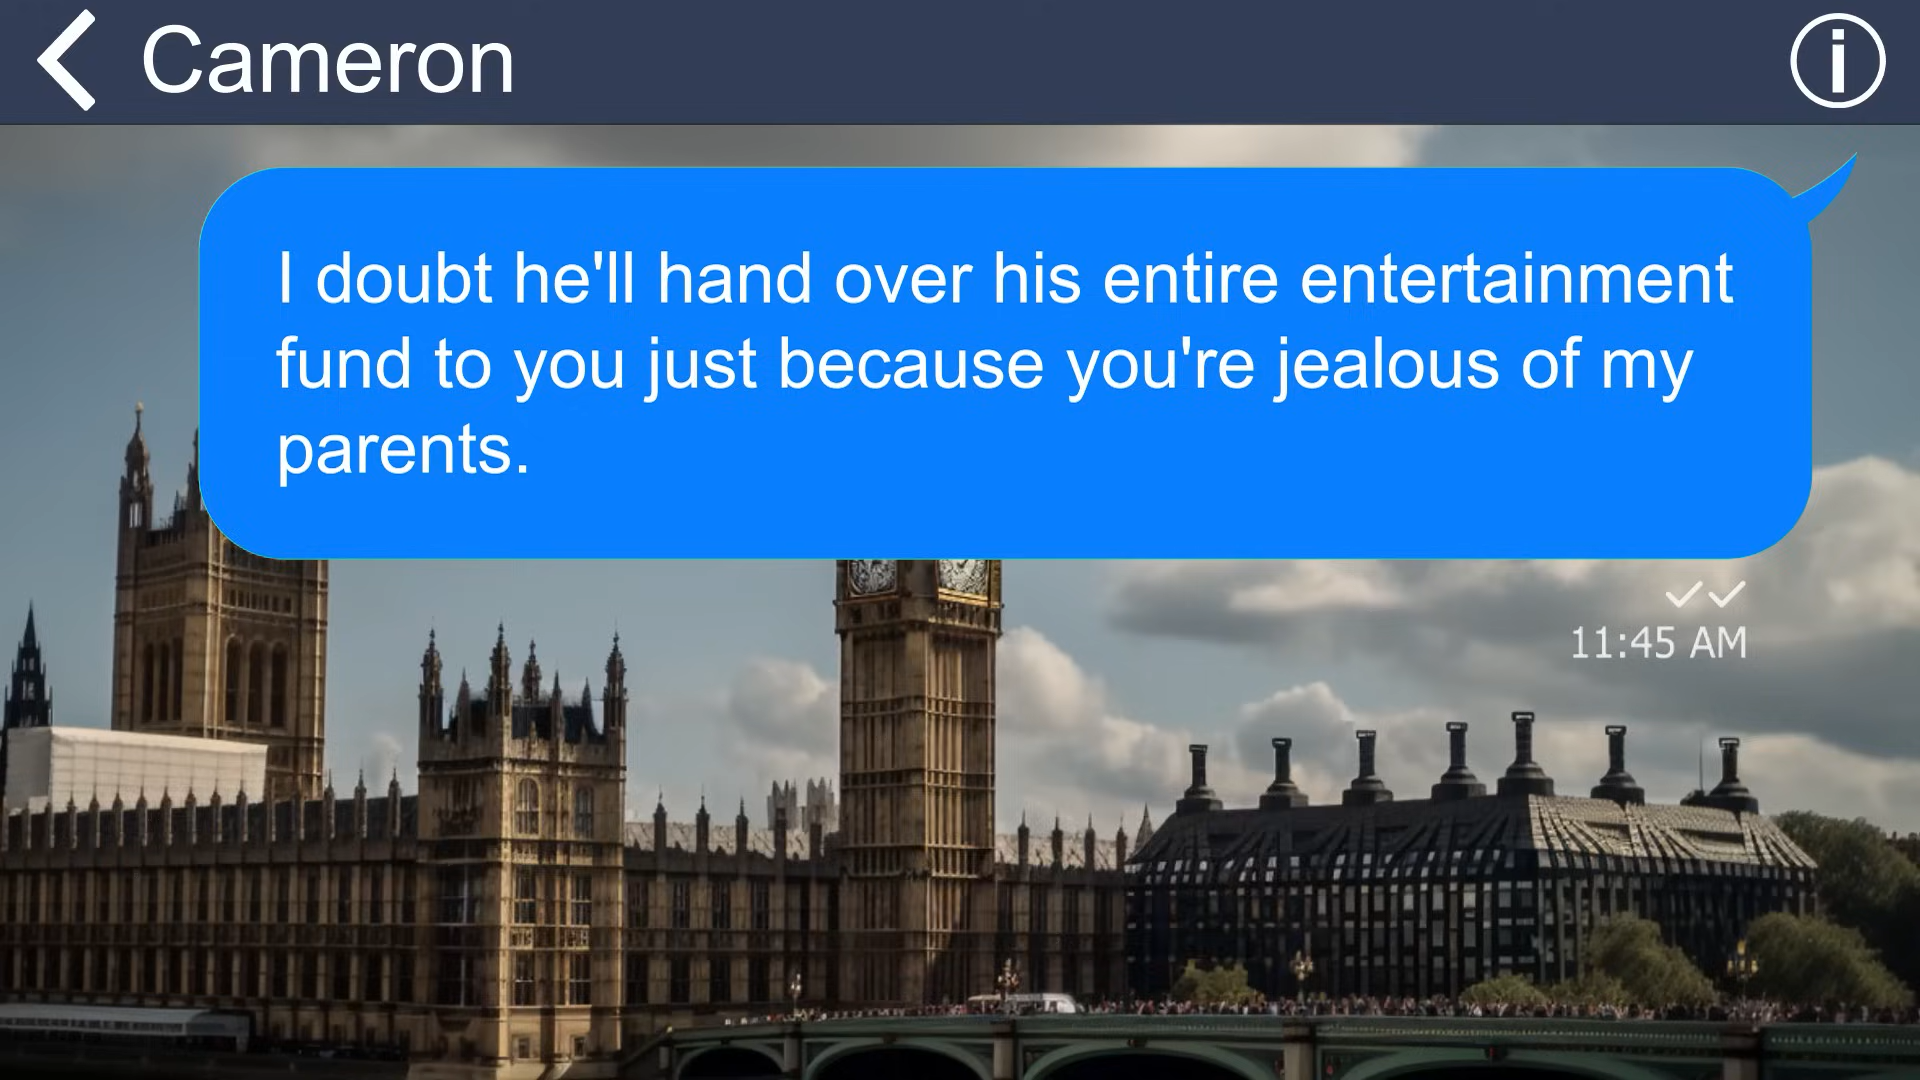 Cameron
I doubt he'll hand over his entire entertainment
fund to you just because you're jealous of my
parents.
11:45 AM